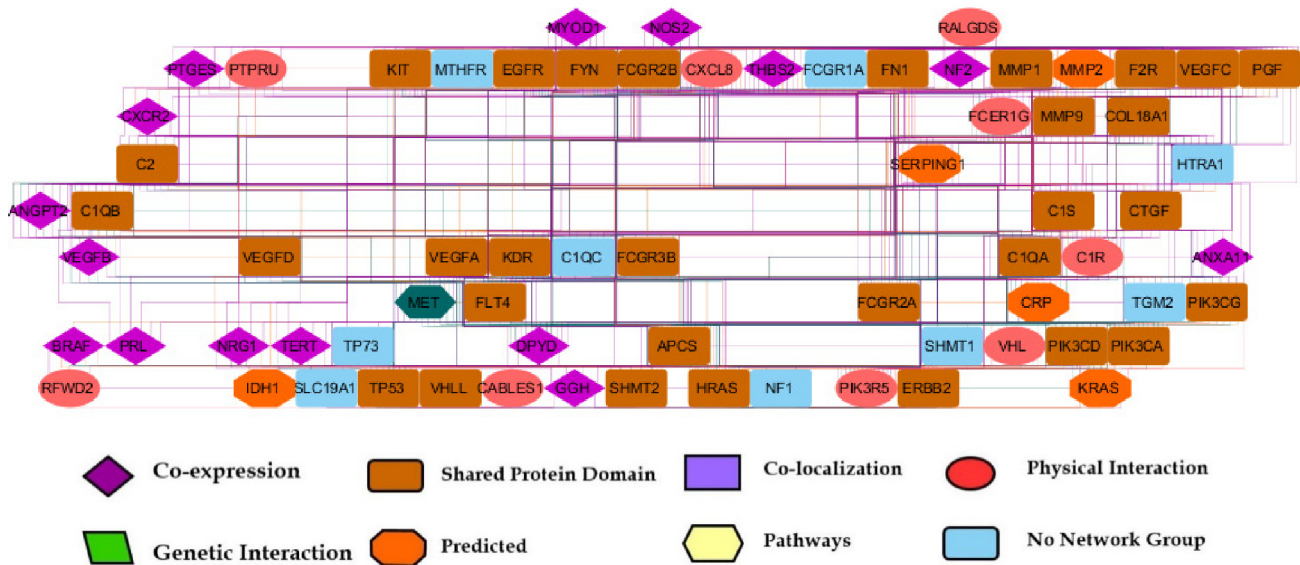 MYOD1 NOS2 RALGDS
PTGES PTPRU KIT MTHFR EGFR FYN FCGR2B CXCL8 THBS2 FCGR1A FN1 NF2 MMP1 MMP2 F2R VEGFC PGF
CXCR2 FCER1G MMP9 COL18A1
C2 SERPING1 HTRA1
ANGPT2 C1QB C1S CTGF
VEGFB VEGFD VEGFA KDR C1QC FCGR3B C1QA C1R ANXA11
MET FLT4 FCGR2A CRP TGM2 PIK3CG
BRAF PRL NRG1 TERT TP73 DPYD APCS SHMT1 VHL PIK3CD PIK3CA
RFWD2 IDH1 SLC19A1 TP53 VHLL CABLES1 GGH SHMT2 HRAS NF1 PIK3R5 ERBB2 KRAS
Co-expression Shared Protein Domain Co-localization Physical Interaction
Genetic Interaction Predicted Pathways No Network Group